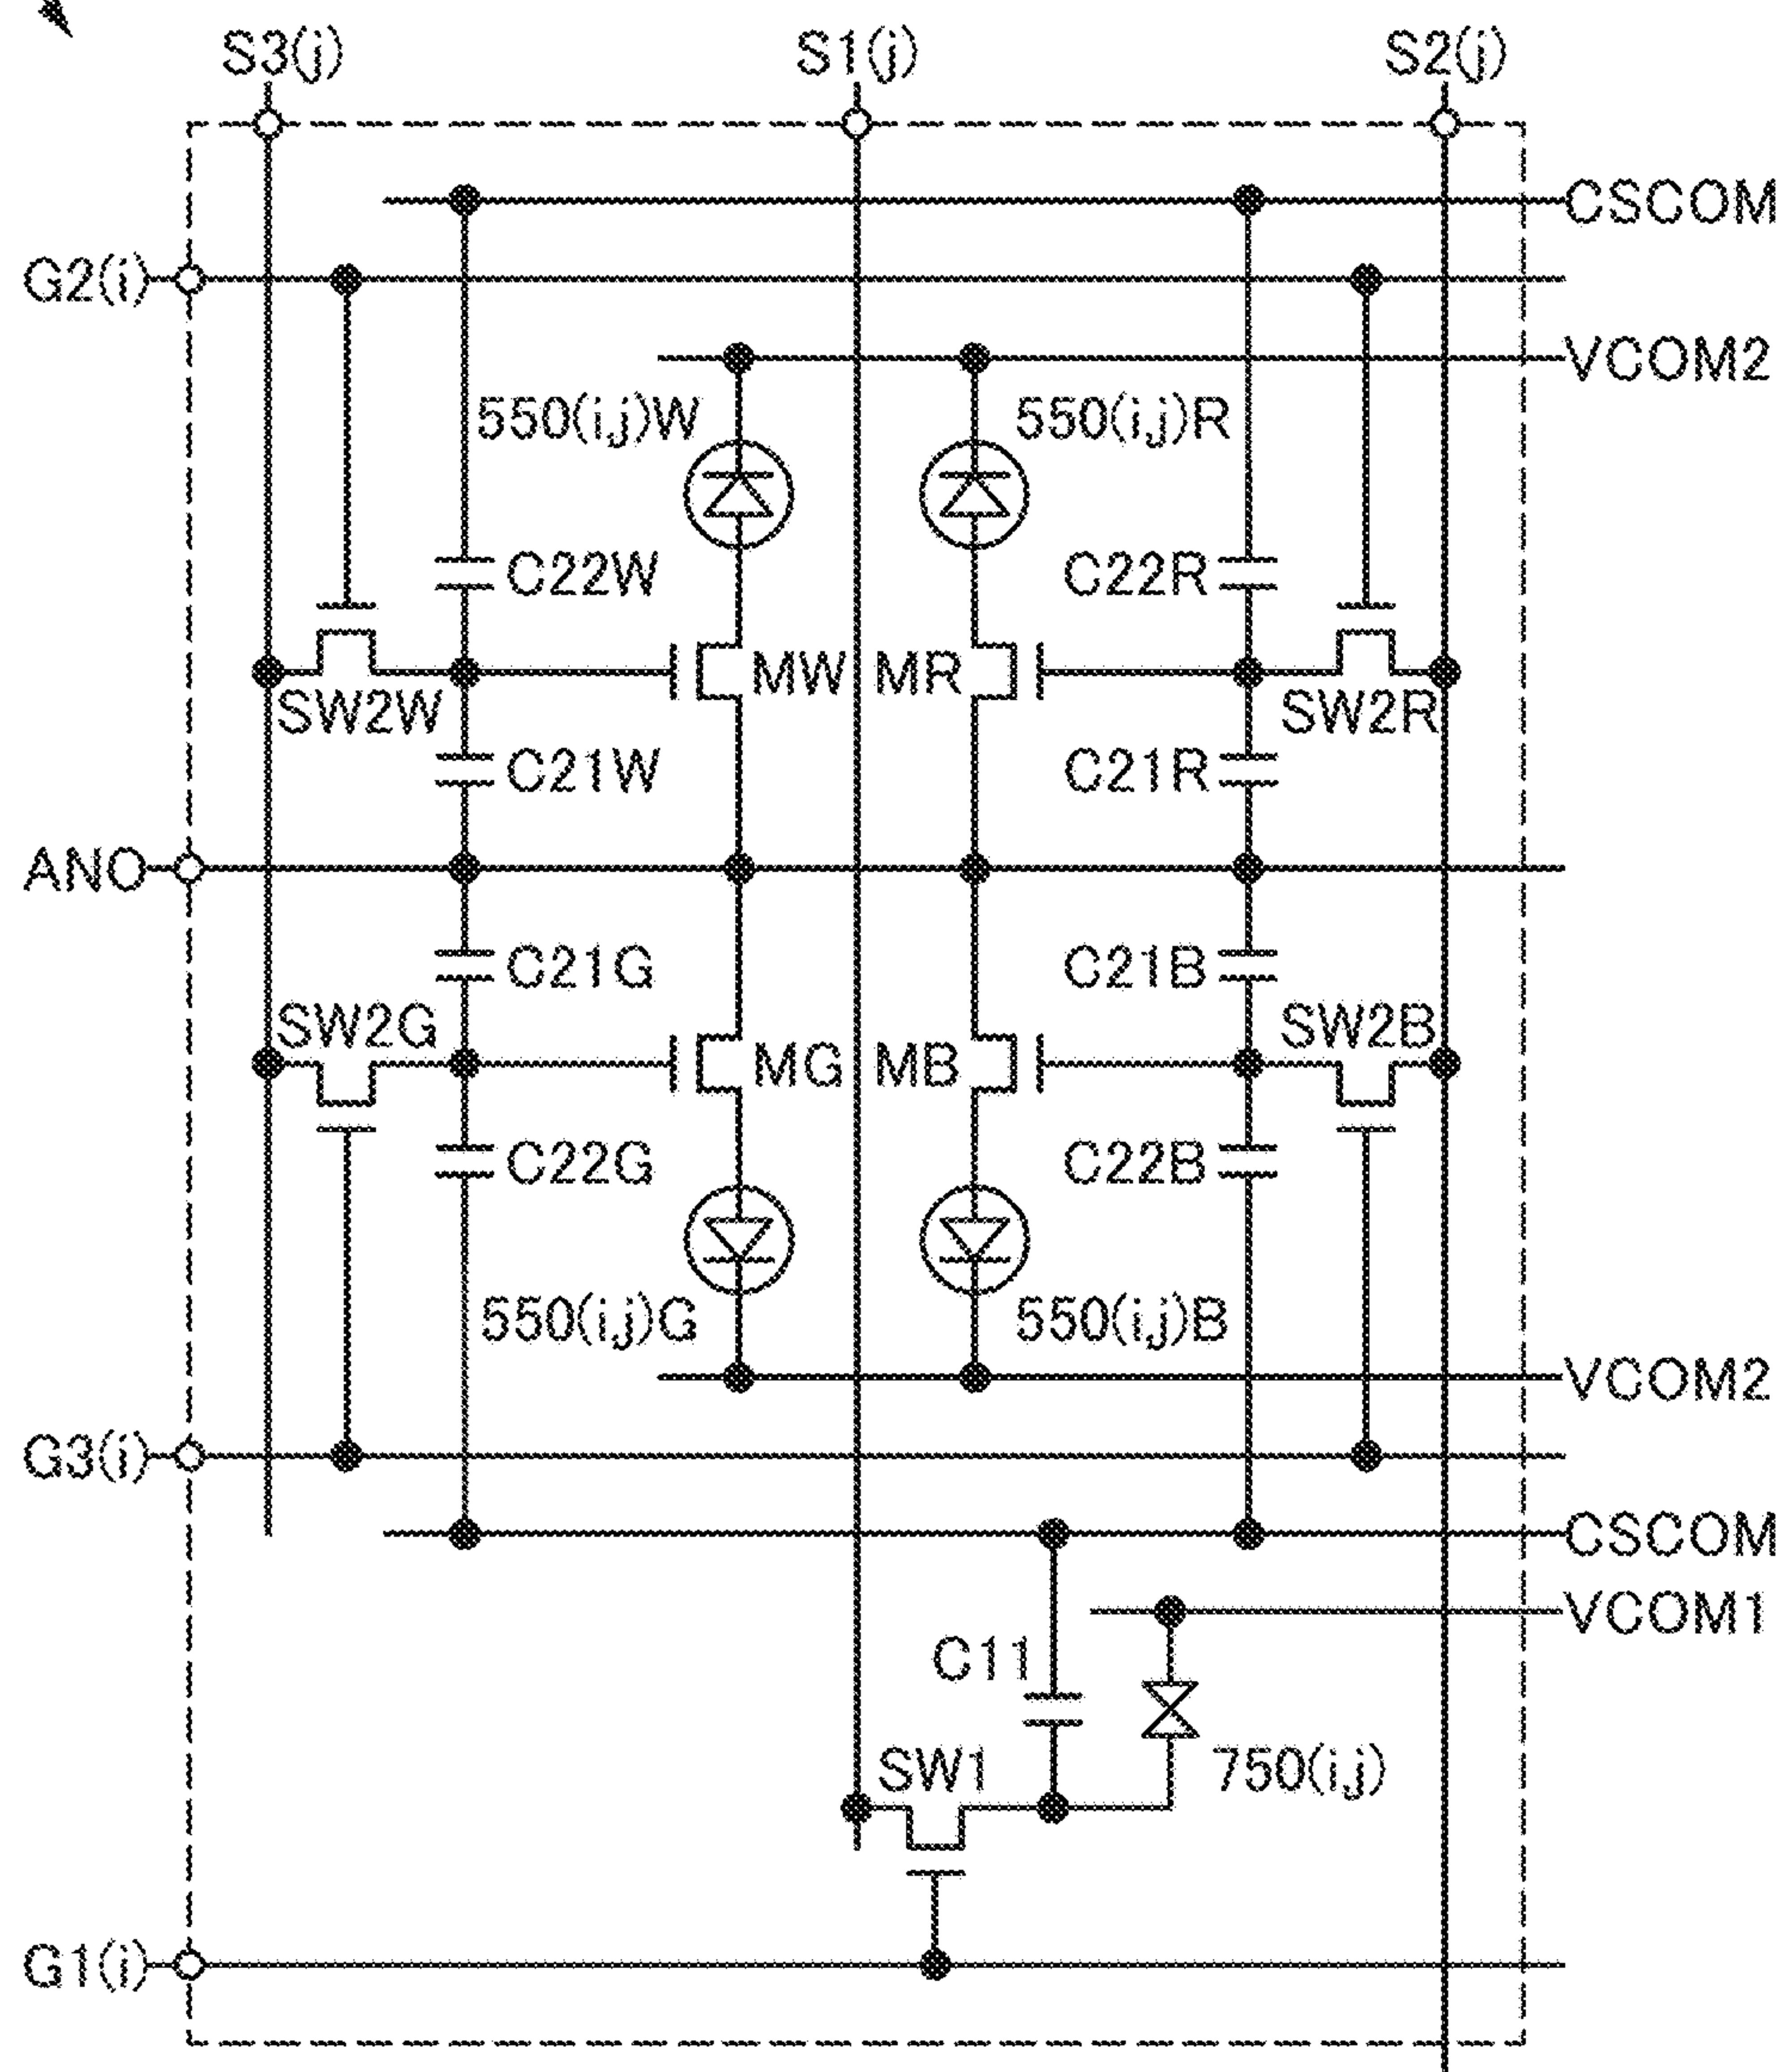 S3(j) S1(j) S2(j)
CSCOM
G2(i)
VCOM2
550(i,j)W 550(i,j)R
C22W C22R
MW MR
SW2W SW2R
C21W C21R
ANO
C21G C21B
SW2G SW2B
MG MB
C22G C22B
550(i,j)G 550(i,j)B
VCOM2
G3(i)
CSCOM
VCOM1
C11
SW1 750(i,j)
G1(i)